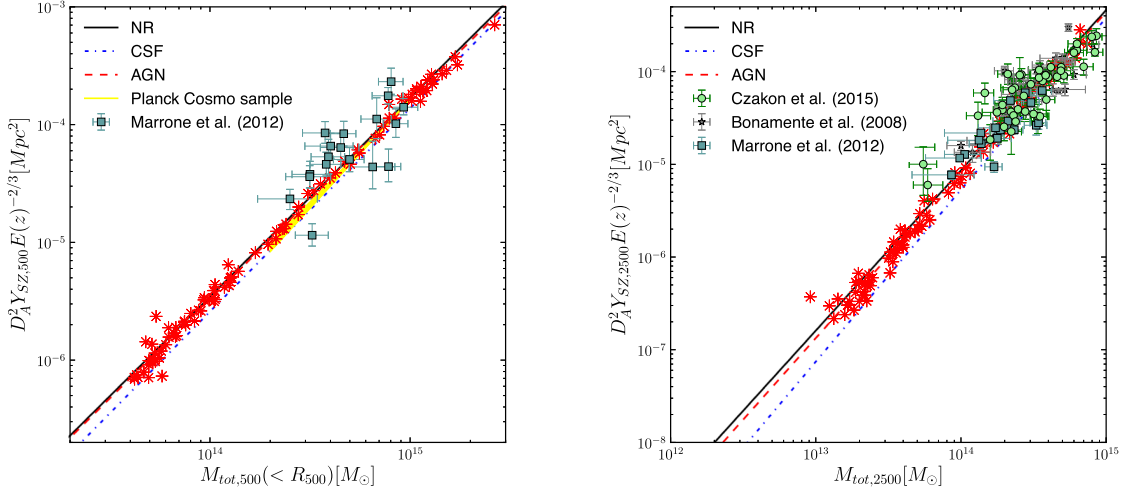 10^{-3}
10^{-4}
10^{-5}
10^{-6}
D_A^2 Y_{SZ,500} E(z)^{-2/3} [Mpc^2]
NR
CSF
AGN
Planck Cosmo sample
Marrone et al. (2012)
10^{14}
10^{15}
M_{tot,500}(< R_{500})[M_⊙]
10^{-4}
10^{-5}
10^{-6}
10^{-7}
10^{-8}
D_A^2 Y_{SZ,2500} E(z)^{-2/3} [Mpc^2]
NR
CSF
AGN
Czakon et al. (2015)
Bonamente et al. (2008)
Marrone et al. (2012)
10^{12}
10^{13}
10^{14}
10^{15}
M_{tot,2500}[M_⊙]